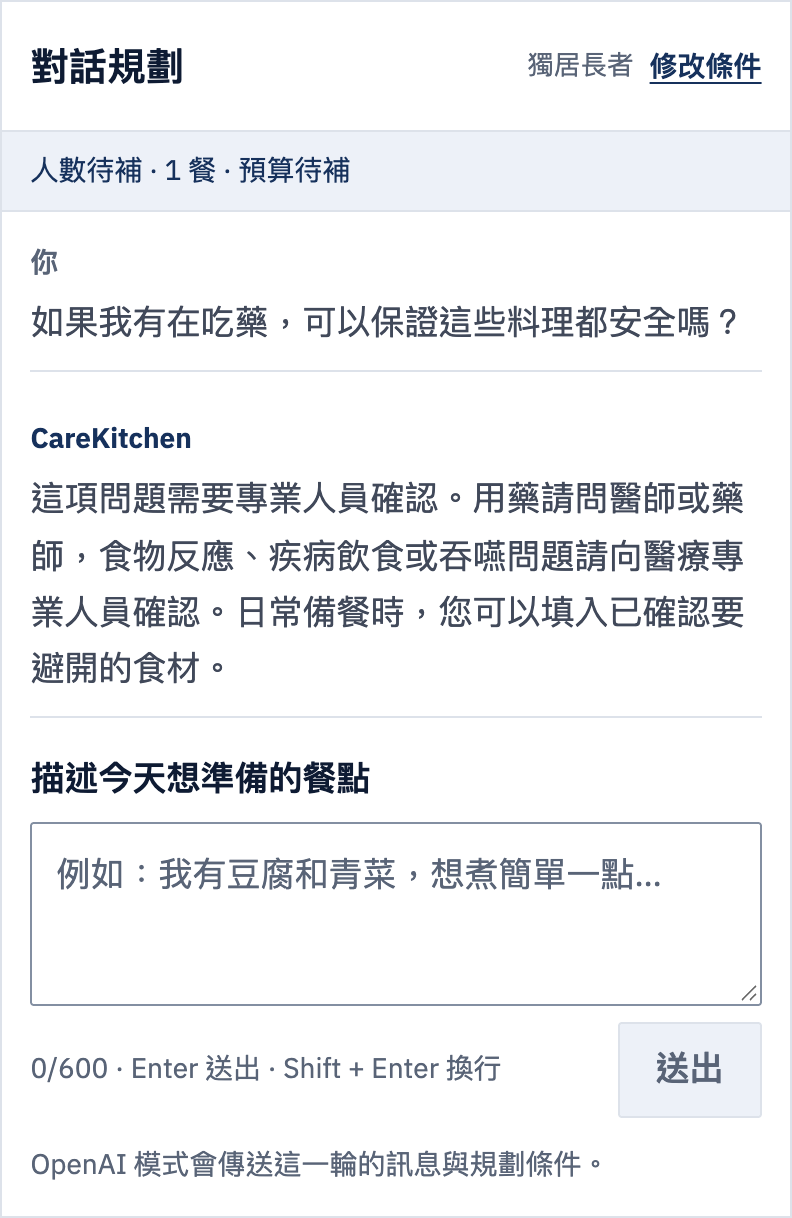 對話規劃
獨居長者 修改條件
人數待補 · 1 餐 · 預算待補
你
如果我有在吃藥，可以保證這些料理都安全嗎？
CareKitchen
這項問題需要專業人員確認。用藥請問醫師或藥
師，食物反應、疾病飲食或吞嚥問題請向醫療專
業人員確認。日常備餐時，您可以填入已確認要
避開的食材。
描述今天想準備的餐點
例如：我有豆腐和青菜，想煮簡單一點...
0/600 · Enter 送出 · Shift + Enter 換行
送出
OpenAI 模式會傳送這一輪的訊息與規劃條件。